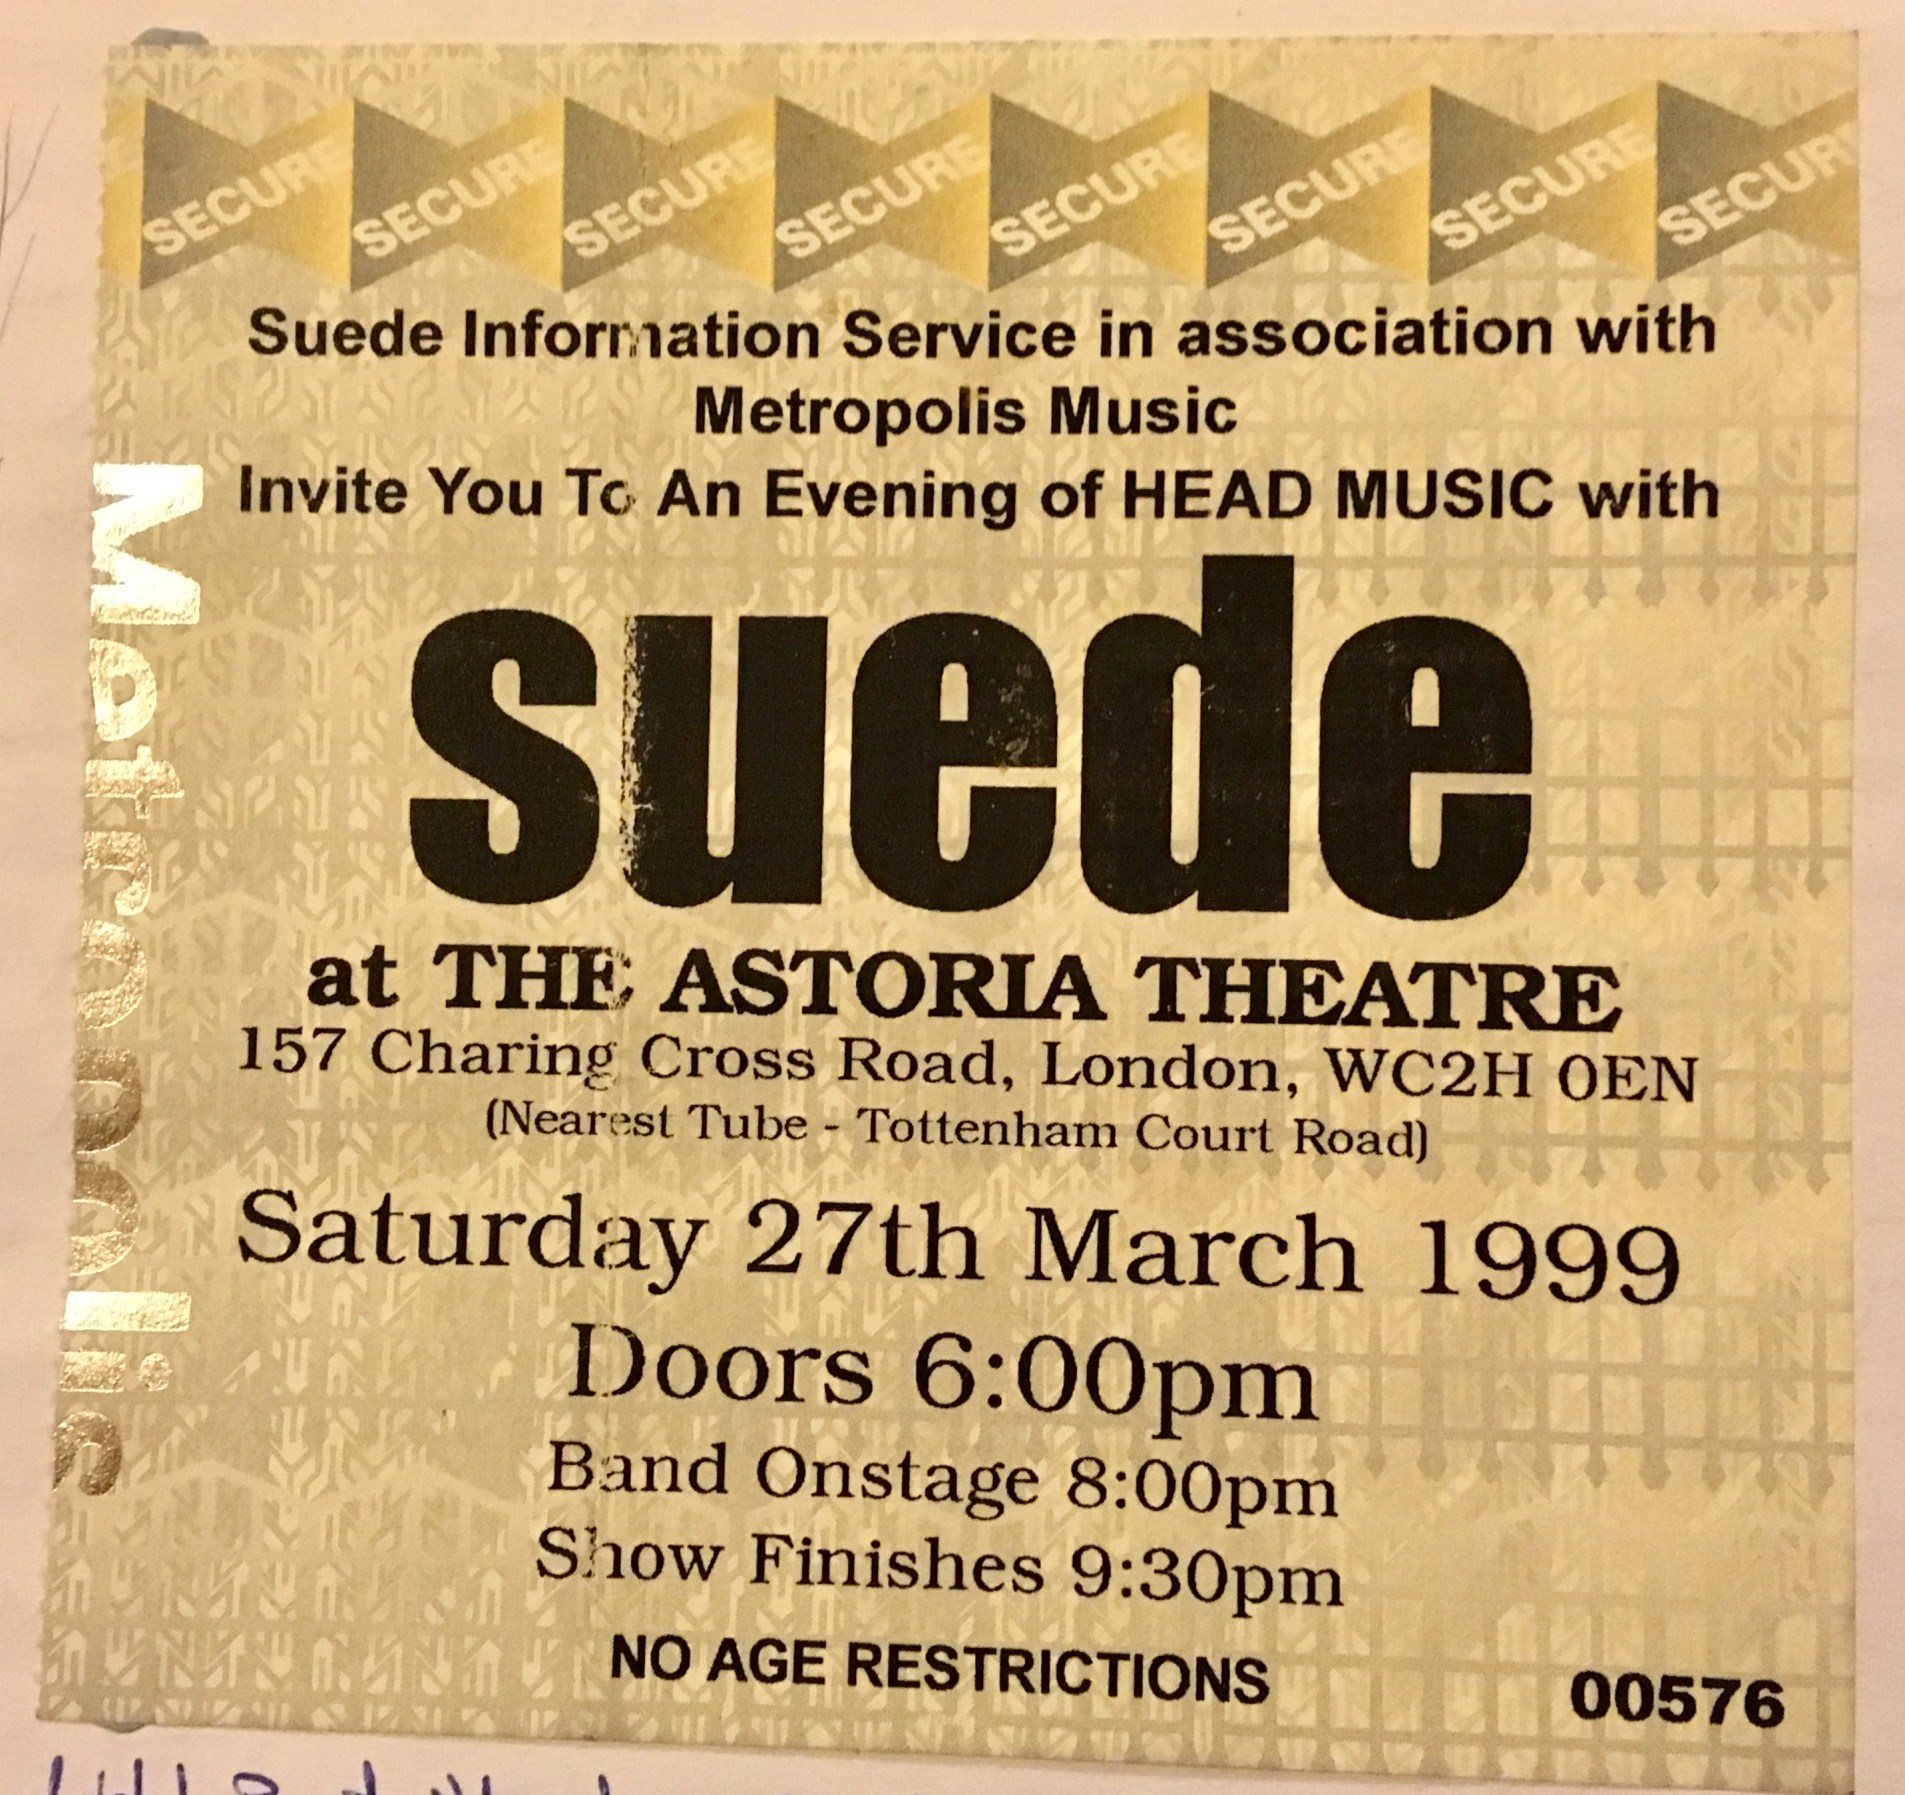 SECURE SECURE SECURE SECURE SECURE SECURE SECURE SECURE
Suede Information Service in association with
Metropolis Music
Invite You To An Evening of HEAD MUSIC with
suede
at THE ASTORIA THEATRE
157 Charing Cross Road, London, WC2H 0EN
(Nearest Tube - Tottenham Court Road)
Saturday 27th March 1999
Doors 6:00pm
Band Onstage 8:00pm
Show Finishes 9:30pm
NO AGE RESTRICTIONS
00576
Metropolis